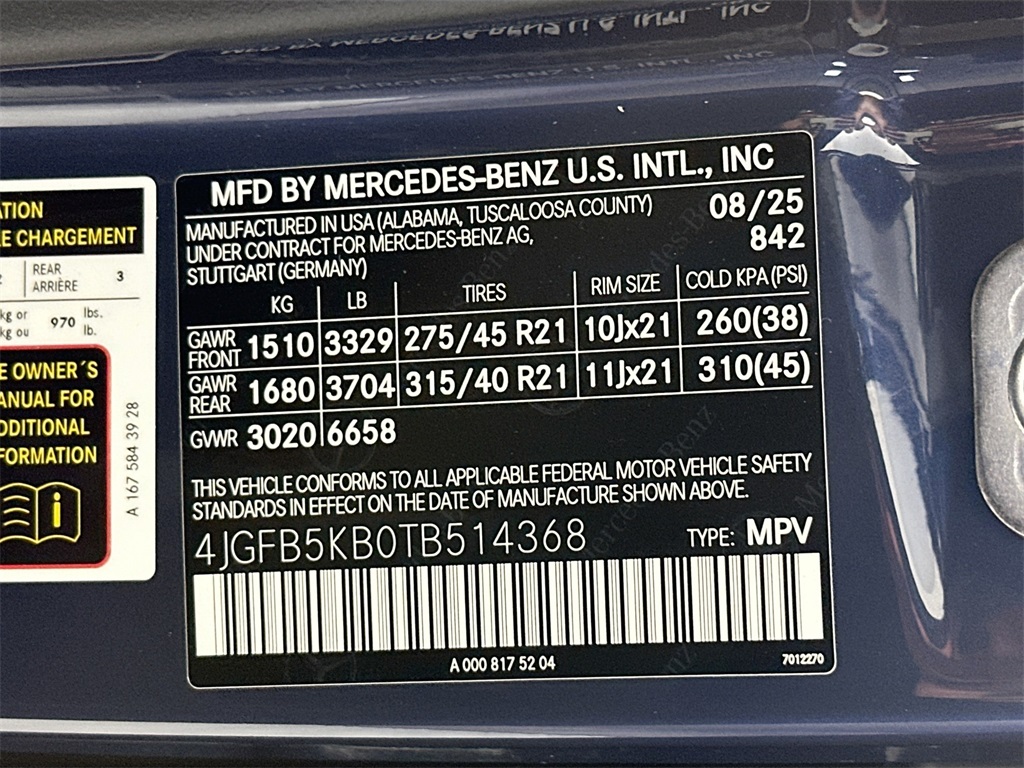 MFD BY MERCEDES-BENZ U.S. INTL., INC
MANUFACTURED IN USA (ALABAMA, TUSCALOOSA COUNTY) 08/25
UNDER CONTRACT FOR MERCEDES-BENZ AG, 842
STUTTGART (GERMANY)
KG LB TIRES RIM SIZE COLD KPA (PSI)
GAWR FRONT 1510 3329 275/45 R21 10Jx21 260(38)
GAWR REAR 1680 3704 315/40 R21 11Jx21 310(45)
GVWR 3020 6658
THIS VEHICLE CONFORMS TO ALL APPLICABLE FEDERAL MOTOR VEHICLE SAFETY
STANDARDS IN EFFECT ON THE DATE OF MANUFACTURE SHOWN ABOVE.
4JGFB5KB0TB514368 TYPE: MPV
A 000 817 52 04 7012270
CHARGEMENT
REAR 3
ARRIÈRE
kg or 970 lbs.
kg ou lb.
OWNER´S
FOR
A 167 584 39 28